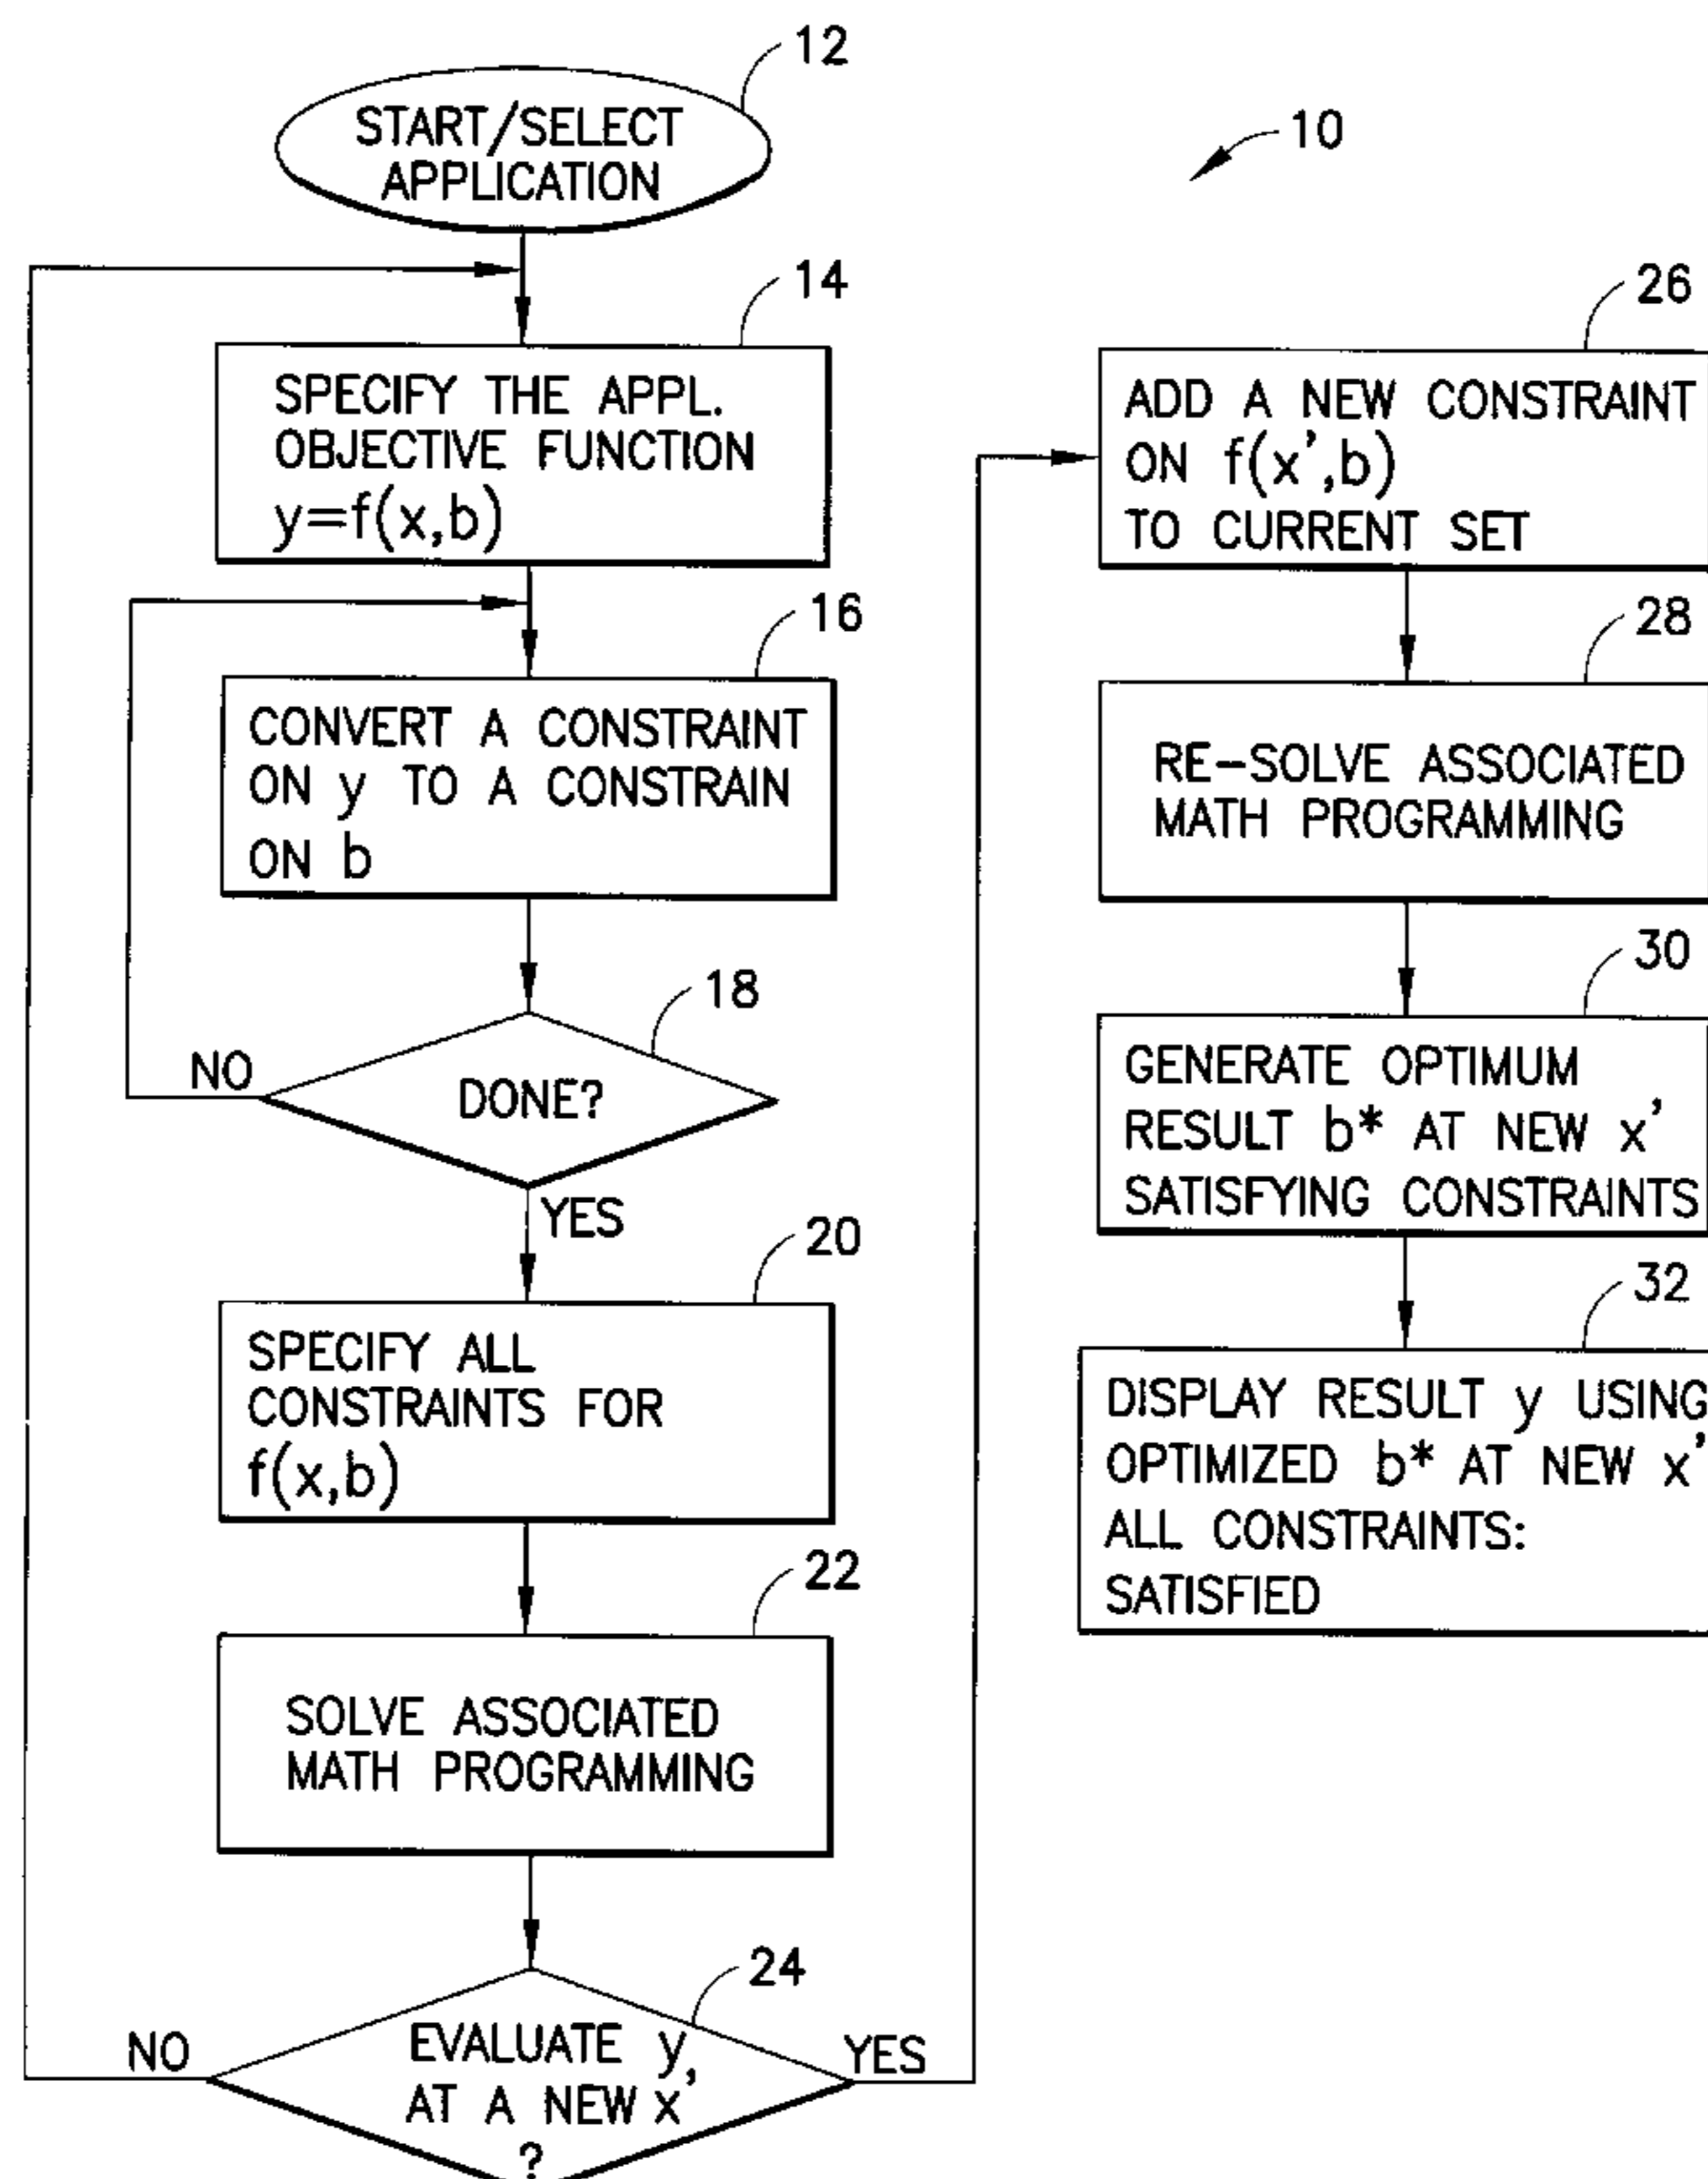 12
START/SELECT
APPLICATION
10
14
SPECIFY THE APPL.
OBJECTIVE FUNCTION
y=f(x,b)
16
CONVERT A CONSTRAINT
ON y TO A CONSTRAIN
ON b
18
NO
DONE?
YES
20
SPECIFY ALL
CONSTRAINTS FOR
f(x,b)
22
SOLVE ASSOCIATED
MATH PROGRAMMING
24
NO
EVALUATE y,
AT A NEW x'
?
YES
26
ADD A NEW CONSTRAINT
ON f(x',b)
TO CURRENT SET
28
RE-SOLVE ASSOCIATED
MATH PROGRAMMING
30
GENERATE OPTIMUM
RESULT b* AT NEW x'
SATISFYING CONSTRAINTS
32
DISPLAY RESULT y USING
OPTIMIZED b* AT NEW x'
ALL CONSTRAINTS:
SATISFIED